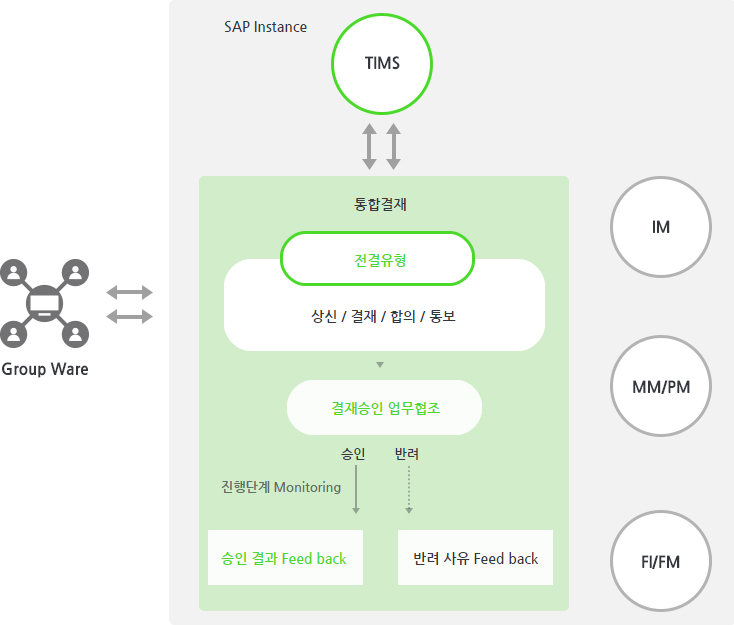 SAP Instance
TIMS
통합결재
전결유형
상신 / 결재 / 합의 / 통보
결재승인 업무협조
승인
반려
진행단계 Monitoring
승인 결과 Feed back
반려 사유 Feed back
Group Ware
IM
MM/PM
FI/FM